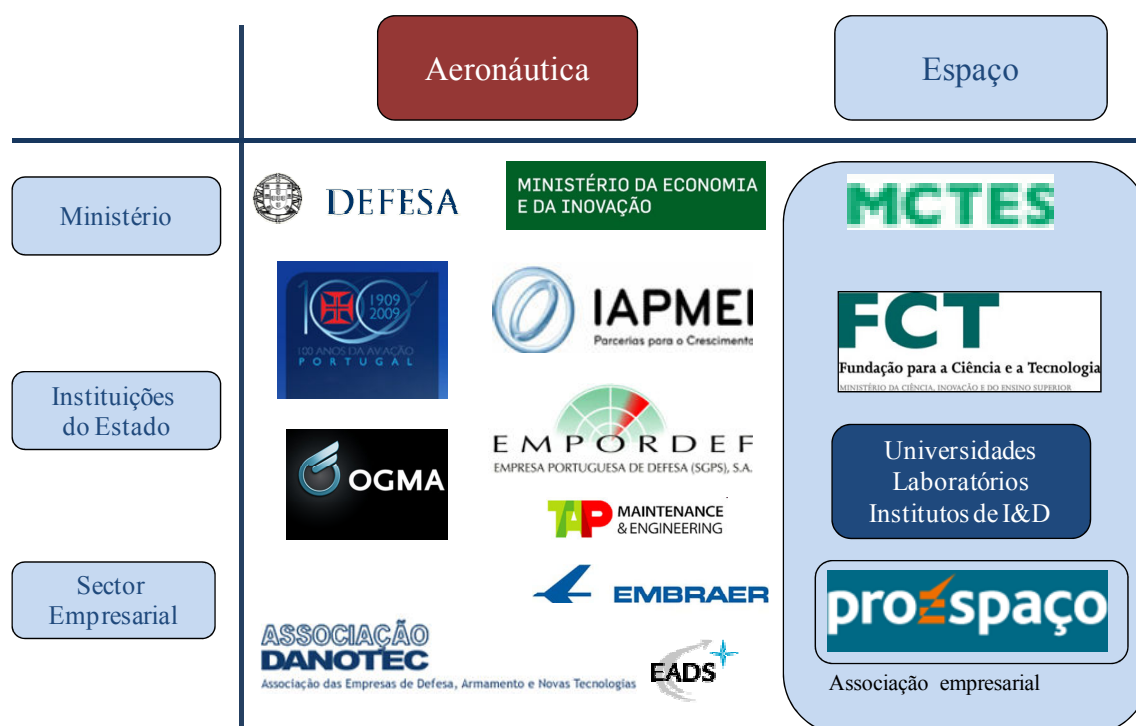 Aeronáutica
Espaço
Ministério
DEFESA
MINISTÉRIO DA ECONOMIA
E DA INOVAÇÃO
MCTES
Instituições
do Estado
100
1909
2009
100 ANOS DA AVIAÇÃO
PORTUGAL
IAPMEI
Parcerias para o Crescimento
FCT
Fundação para a Ciência e a Tecnologia
MINISTÉRIO DA CIÊNCIA, INOVAÇÃO E DO ENSINO SUPERIOR
EMPORDEF
EMPRESA PORTUGUESA DE DEFESA (SGPS), S.A.
OGMA
Universidades
Laboratórios
Institutos de I&D
TAP
MAINTENANCE
& ENGINEERING
Sector
Empresarial
EMBRAER
proEspaço
ASSOCIAÇÃO
DANOTEC
Associação das Empresas de Defesa, Armamento e Novas Tecnologias
EADS
Associação empresarial